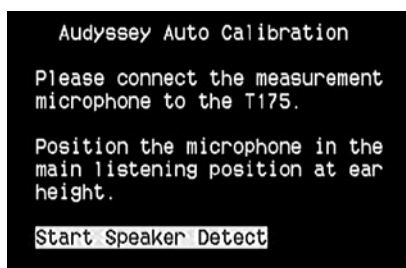 Audyssey Auto Calibration
Please connect the measurement
microphone to the T175.
Position the microphone in the
main listening position at ear
height.
Start Speaker Detect